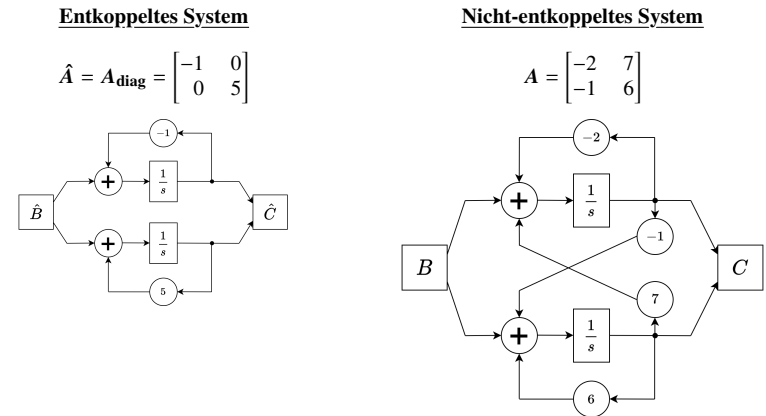 Entkoppeltes System
Â = A_diag = [−1 0
0 5]
−1
+
1/s
B̂
Ĉ
+
1/s
5
Nicht-entkoppeltes System
A = [−2 7
−1 6]
−2
+
1/s
−1
B
C
7
+
1/s
6